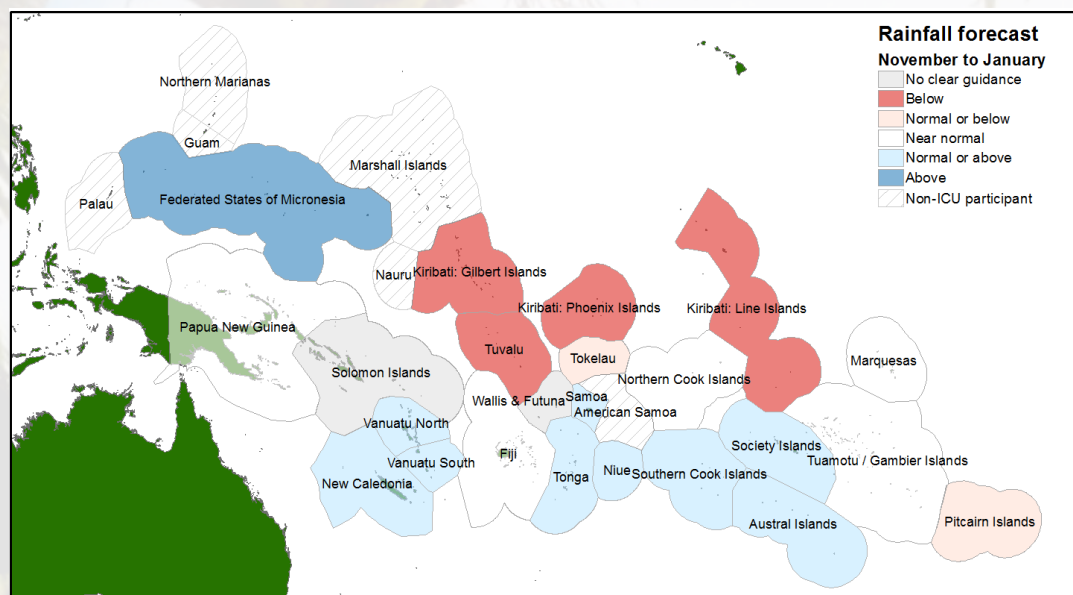 Rainfall forecast
November to January
No clear guidance
Below
Normal or below
Near normal
Normal or above
Above
Non-ICU participant
Northern Marianas
Guam
Marshall Islands
Federated States of Micronesia
Palau
Nauru
Kiribati: Gilbert Islands
Kiribati: Phoenix Islands
Kiribati: Line Islands
Papua New Guinea
Tuvalu
Tokelau
Marquesas
Solomon Islands
Northern Cook Islands
Wallis & Futuna
Samoa
American Samoa
Vanuatu North
Society Islands
Fiji
Vanuatu South
Tuamotu / Gambier Islands
New Caledonia
Tonga
Niue
Southern Cook Islands
Austral Islands
Pitcairn Islands